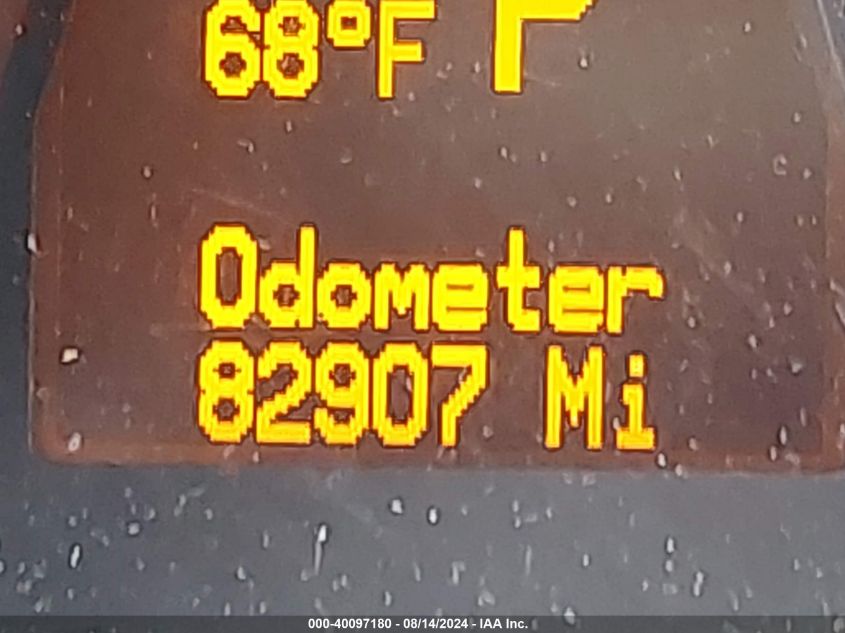 68°F P
Odometer
82907 Mi
000-40097180 - 08/14/2024 - IAA Inc.